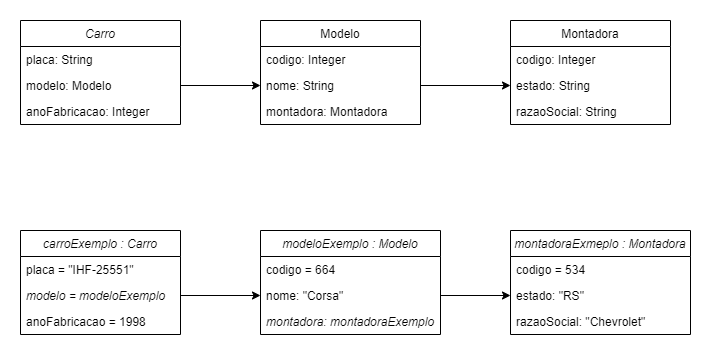 Carro
placa: String
modelo: Modelo
anoFabricacao: Integer
Modelo
codigo: Integer
nome: String
montadora: Montadora
Montadora
codigo: Integer
estado: String
razaoSocial: String
carroExemplo : Carro
placa = "IHF-25551"
modelo = modeloExemplo
anoFabricacao = 1998
modeloExemplo : Modelo
codigo = 664
nome: "Corsa"
montadora: montadoraExemplo
montadoraExmeplo : Montadora
codigo = 534
estado: "RS"
razaoSocial: "Chevrolet"